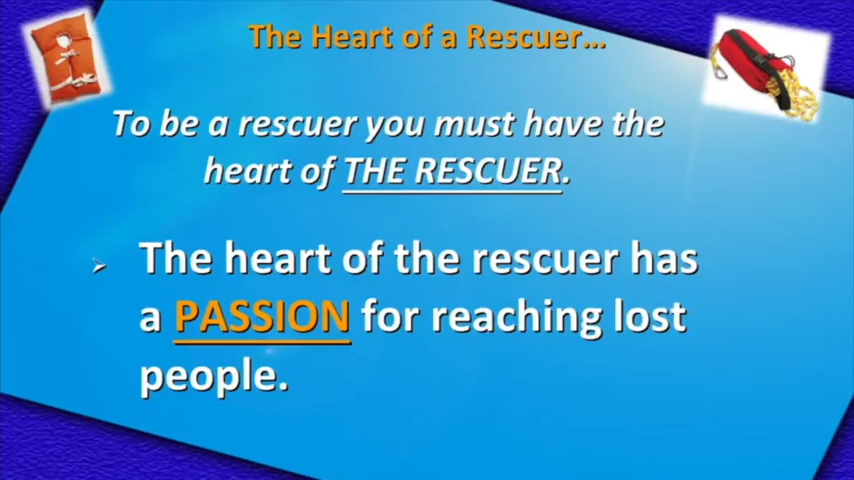 The Heart of a Rescuer...
To be a rescuer you must have the
heart of THE RESCUER.
The heart of the rescuer has
a PASSION for reaching lost
people.